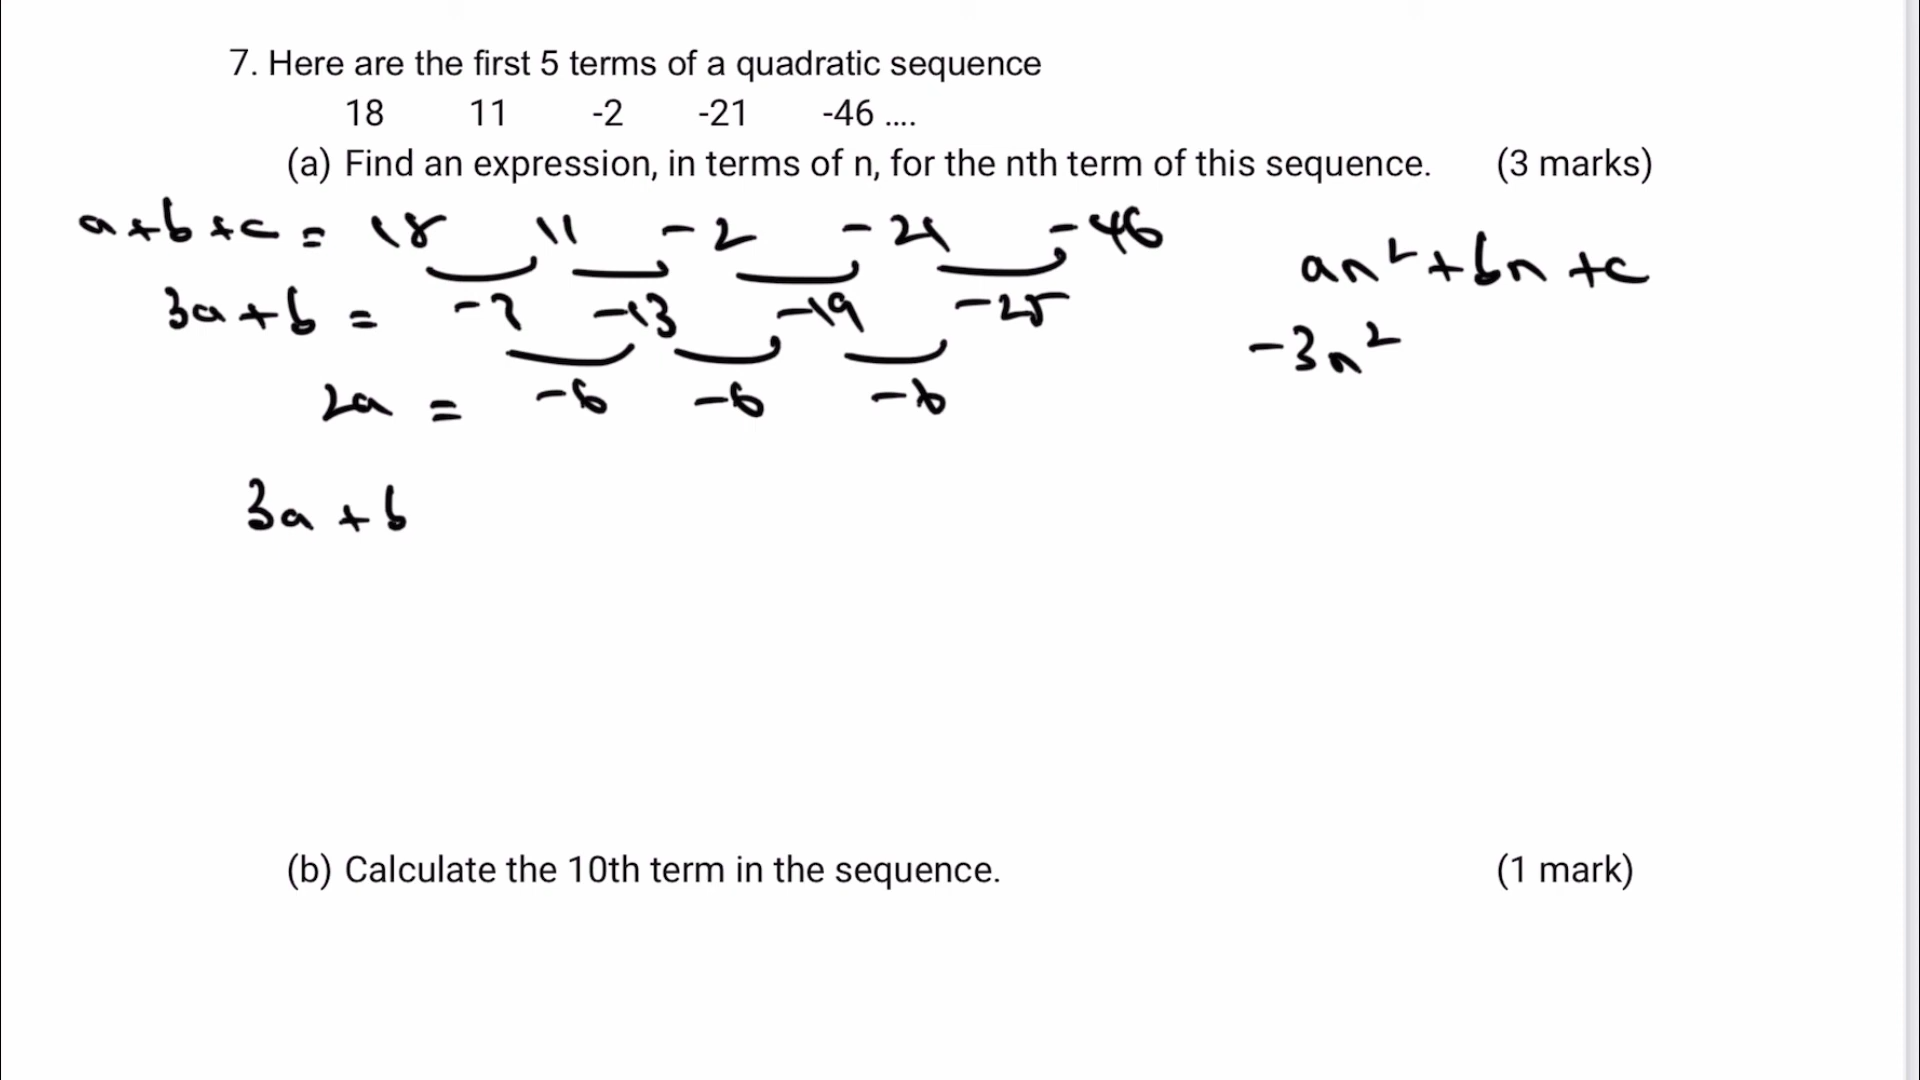 7. Here are the first 5 terms of a quadratic sequence
18 11 -2 -21 -46 ....
(a) Find an expression, in terms of n, for the nth term of this sequence. (3 marks)
a+b+c = 18 11 -2 -21 -46
an²+bn+c
3a+b = -7 -13 -19 -25
-3n²
2a = -6 -6 -6
3a+b
(b) Calculate the 10th term in the sequence. (1 mark)